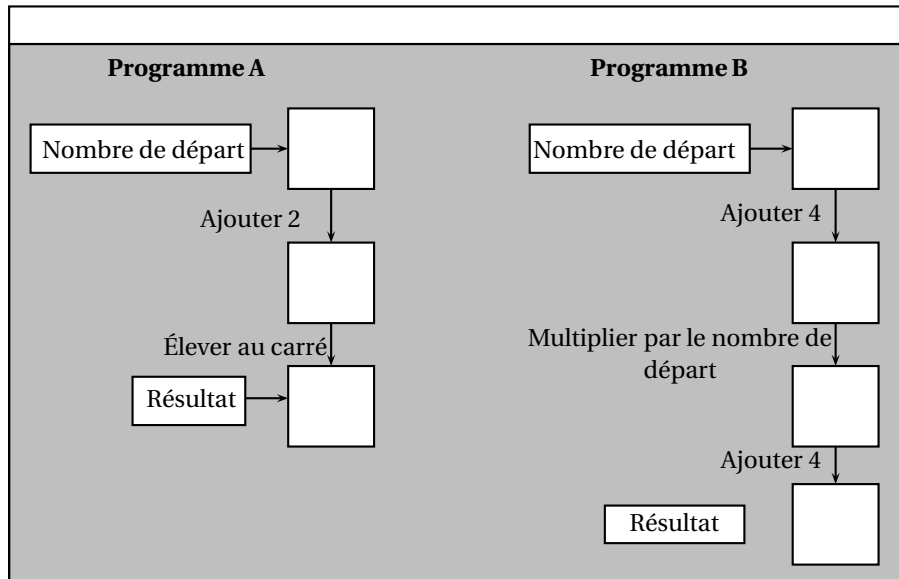 Programme A
Nombre de départ
Ajouter 2
Élever au carré
Résultat
Programme B
Nombre de départ
Ajouter 4
Multiplier par le nombre de
départ
Ajouter 4
Résultat